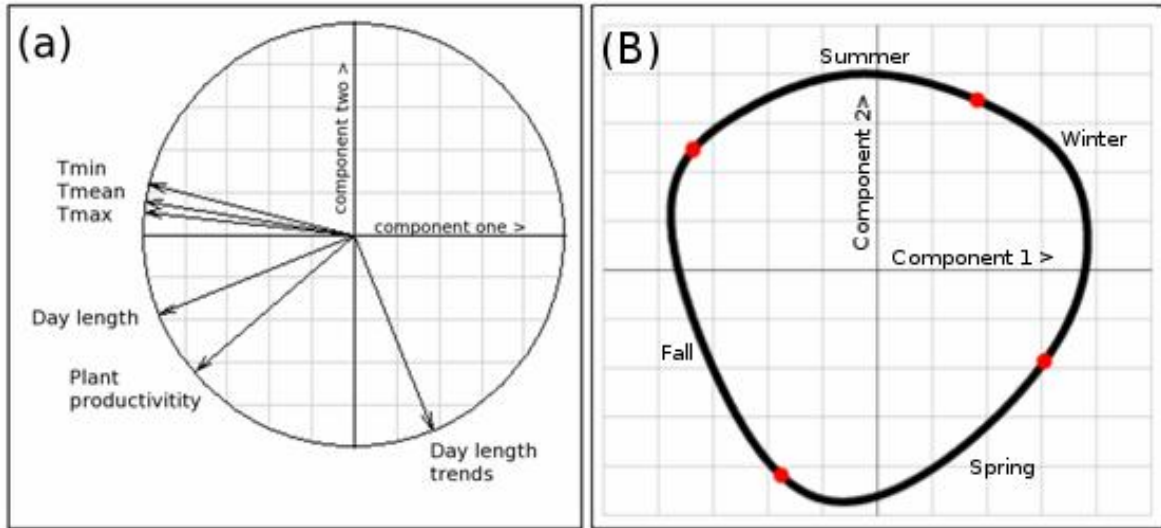 (a)
component two >
Tmin
Tmean
Tmax
component one >
Day length
Plant
productivitity
Day length
trends
(B)
Summer
Component 2>
Winter
Component 1 >
Fall
Spring